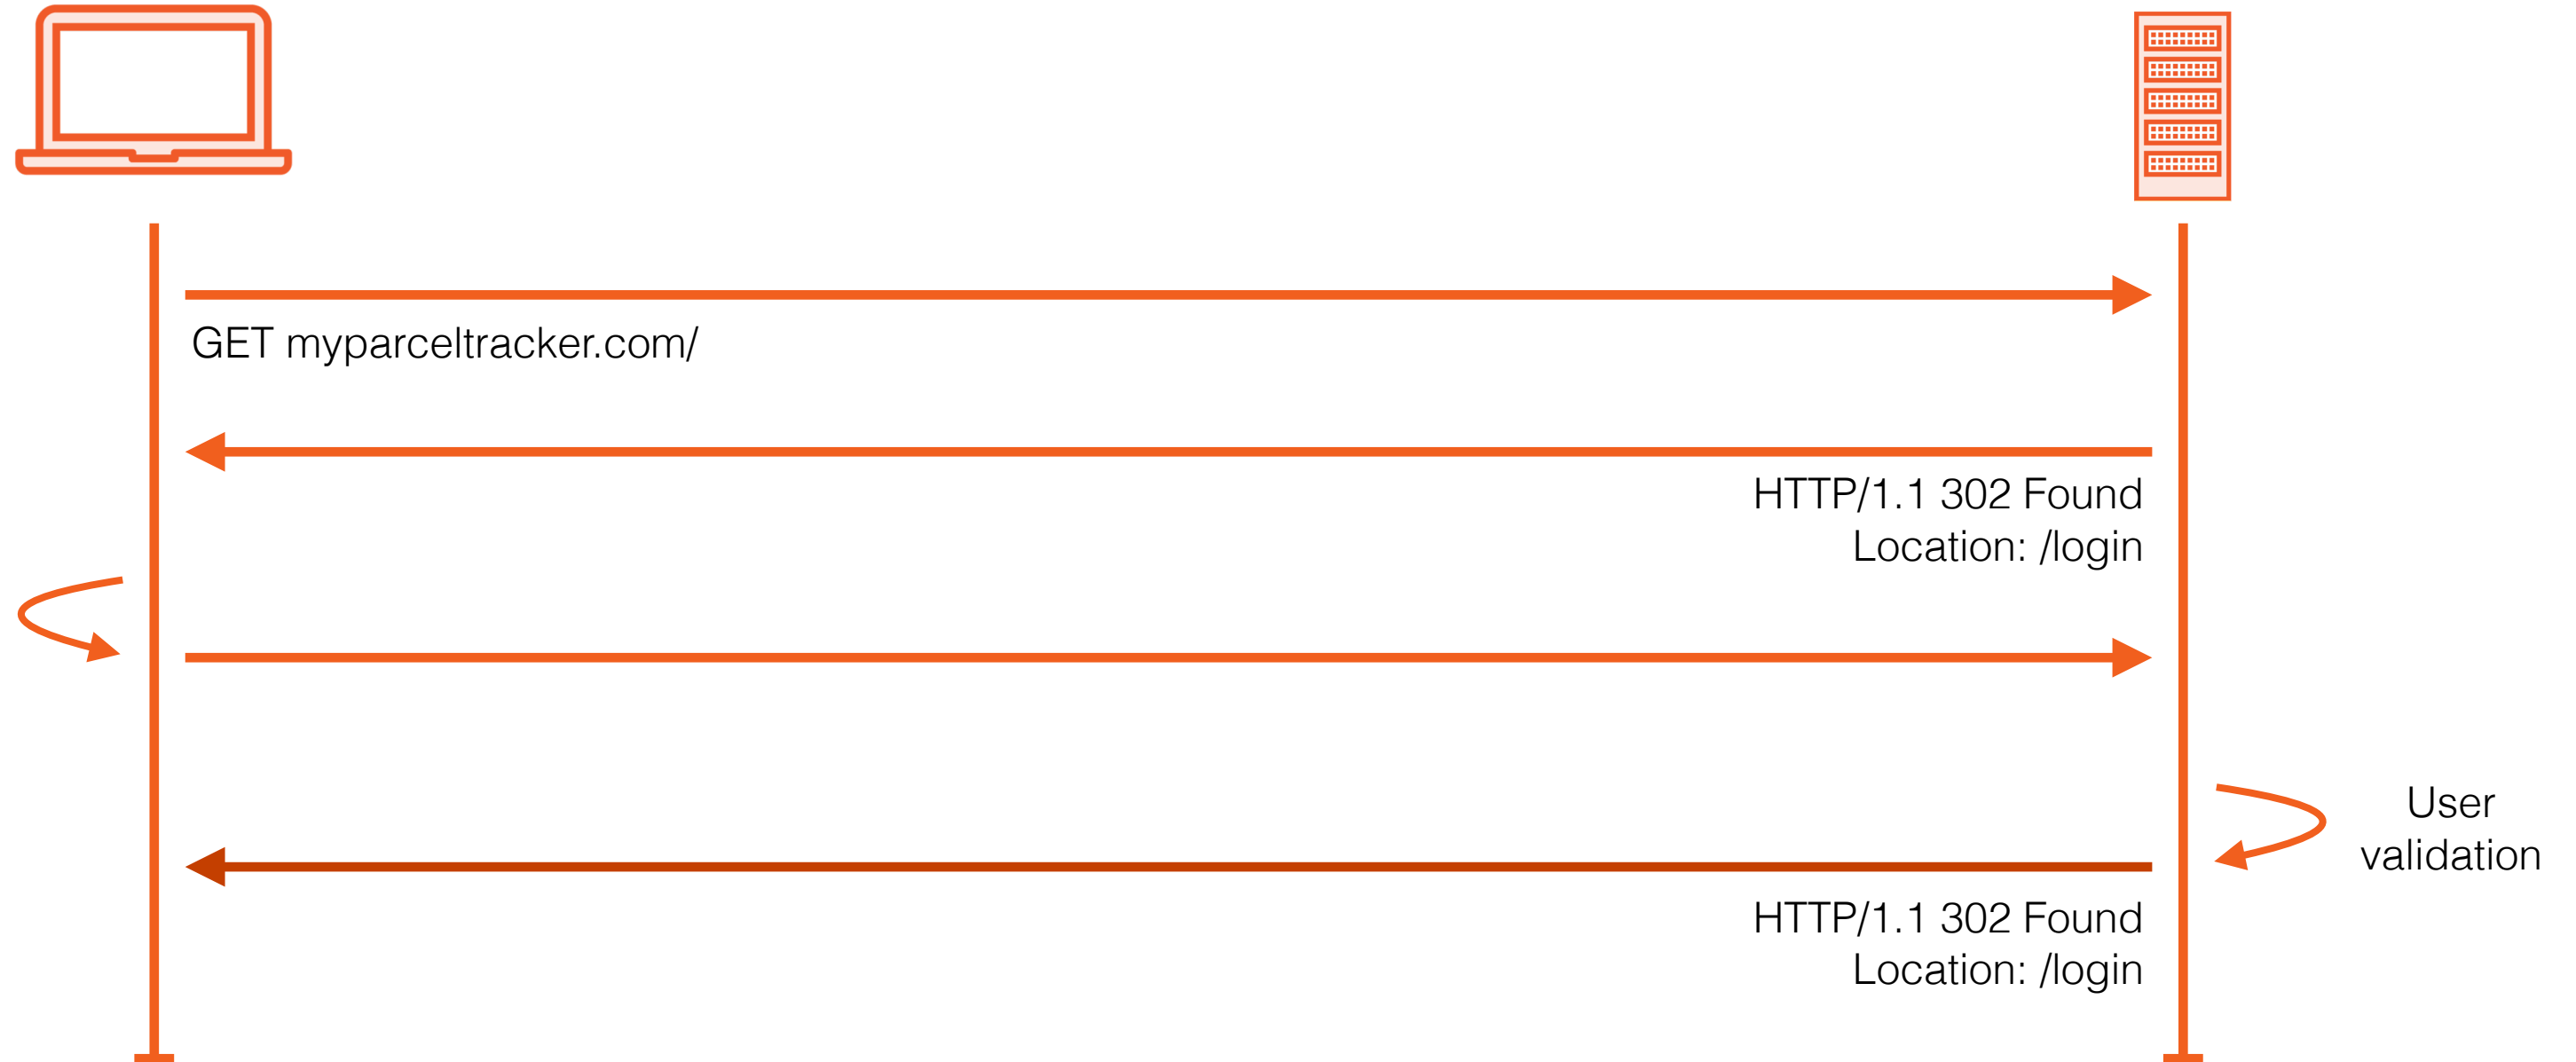 GET myparceltracker.com/
HTTP/1.1 302 Found
Location: /login
User
validation
HTTP/1.1 302 Found
Location: /login